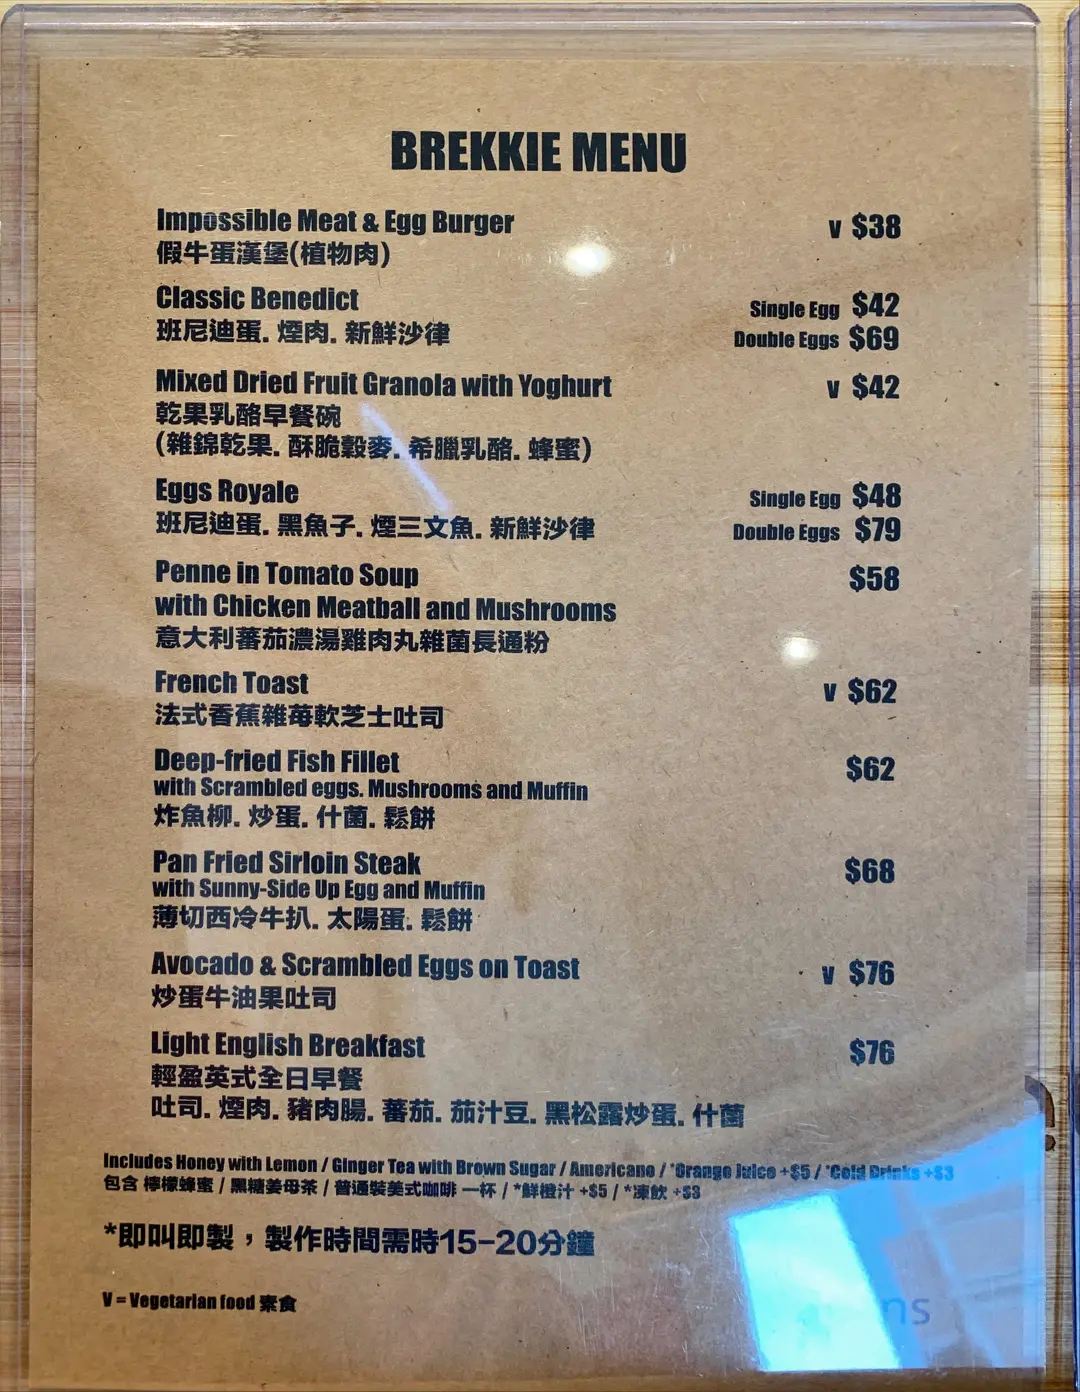 BREKKIE MENU
Impossible Meat & Egg Burger v $38
假牛蛋漢堡(植物肉)
Classic Benedict Single Egg $42
班尼迪蛋. 煙肉. 新鮮沙律 Double Eggs $69
Mixed Dried Fruit Granola with Yoghurt v $42
乾果乳酪早餐碗
(雜錦乾果. 酥脆穀麥. 希臘乳酪. 蜂蜜)
Eggs Royale Single Egg $48
班尼迪蛋. 黑魚子. 煙三文魚. 新鮮沙律 Double Eggs $79
Penne in Tomato Soup $58
with Chicken Meatball and Mushrooms
意大利蕃茄濃湯雞肉丸雜菌長通粉
French Toast v $62
法式香蕉雜苺軟芝士吐司
Deep-fried Fish Fillet $62
with Scrambled eggs. Mushrooms and Muffin
炸魚柳. 炒蛋. 什菌. 鬆餅
Pan Fried Sirloin Steak $68
with Sunny-Side Up Egg and Muffin
薄切西冷牛扒. 太陽蛋. 鬆餅
Avocado & Scrambled Eggs on Toast v $76
炒蛋牛油果吐司
Light English Breakfast $76
輕盈英式全日早餐
吐司. 煙肉. 豬肉腸. 蕃茄. 茄汁豆. 黑松露炒蛋. 什菌
Includes Honey with Lemon / Ginger Tea with Brown Sugar / Americano / *Orange Juice +$5 / *Cold Drinks +$3
包含 檸檬蜂蜜 / 黑糖姜母茶 / 普通裝美式咖啡 一杯 / *鮮橙汁 +$5 / *凍飲 +$3
*即叫即製，製作時間需時15-20分鐘
V = Vegetarian food 素食